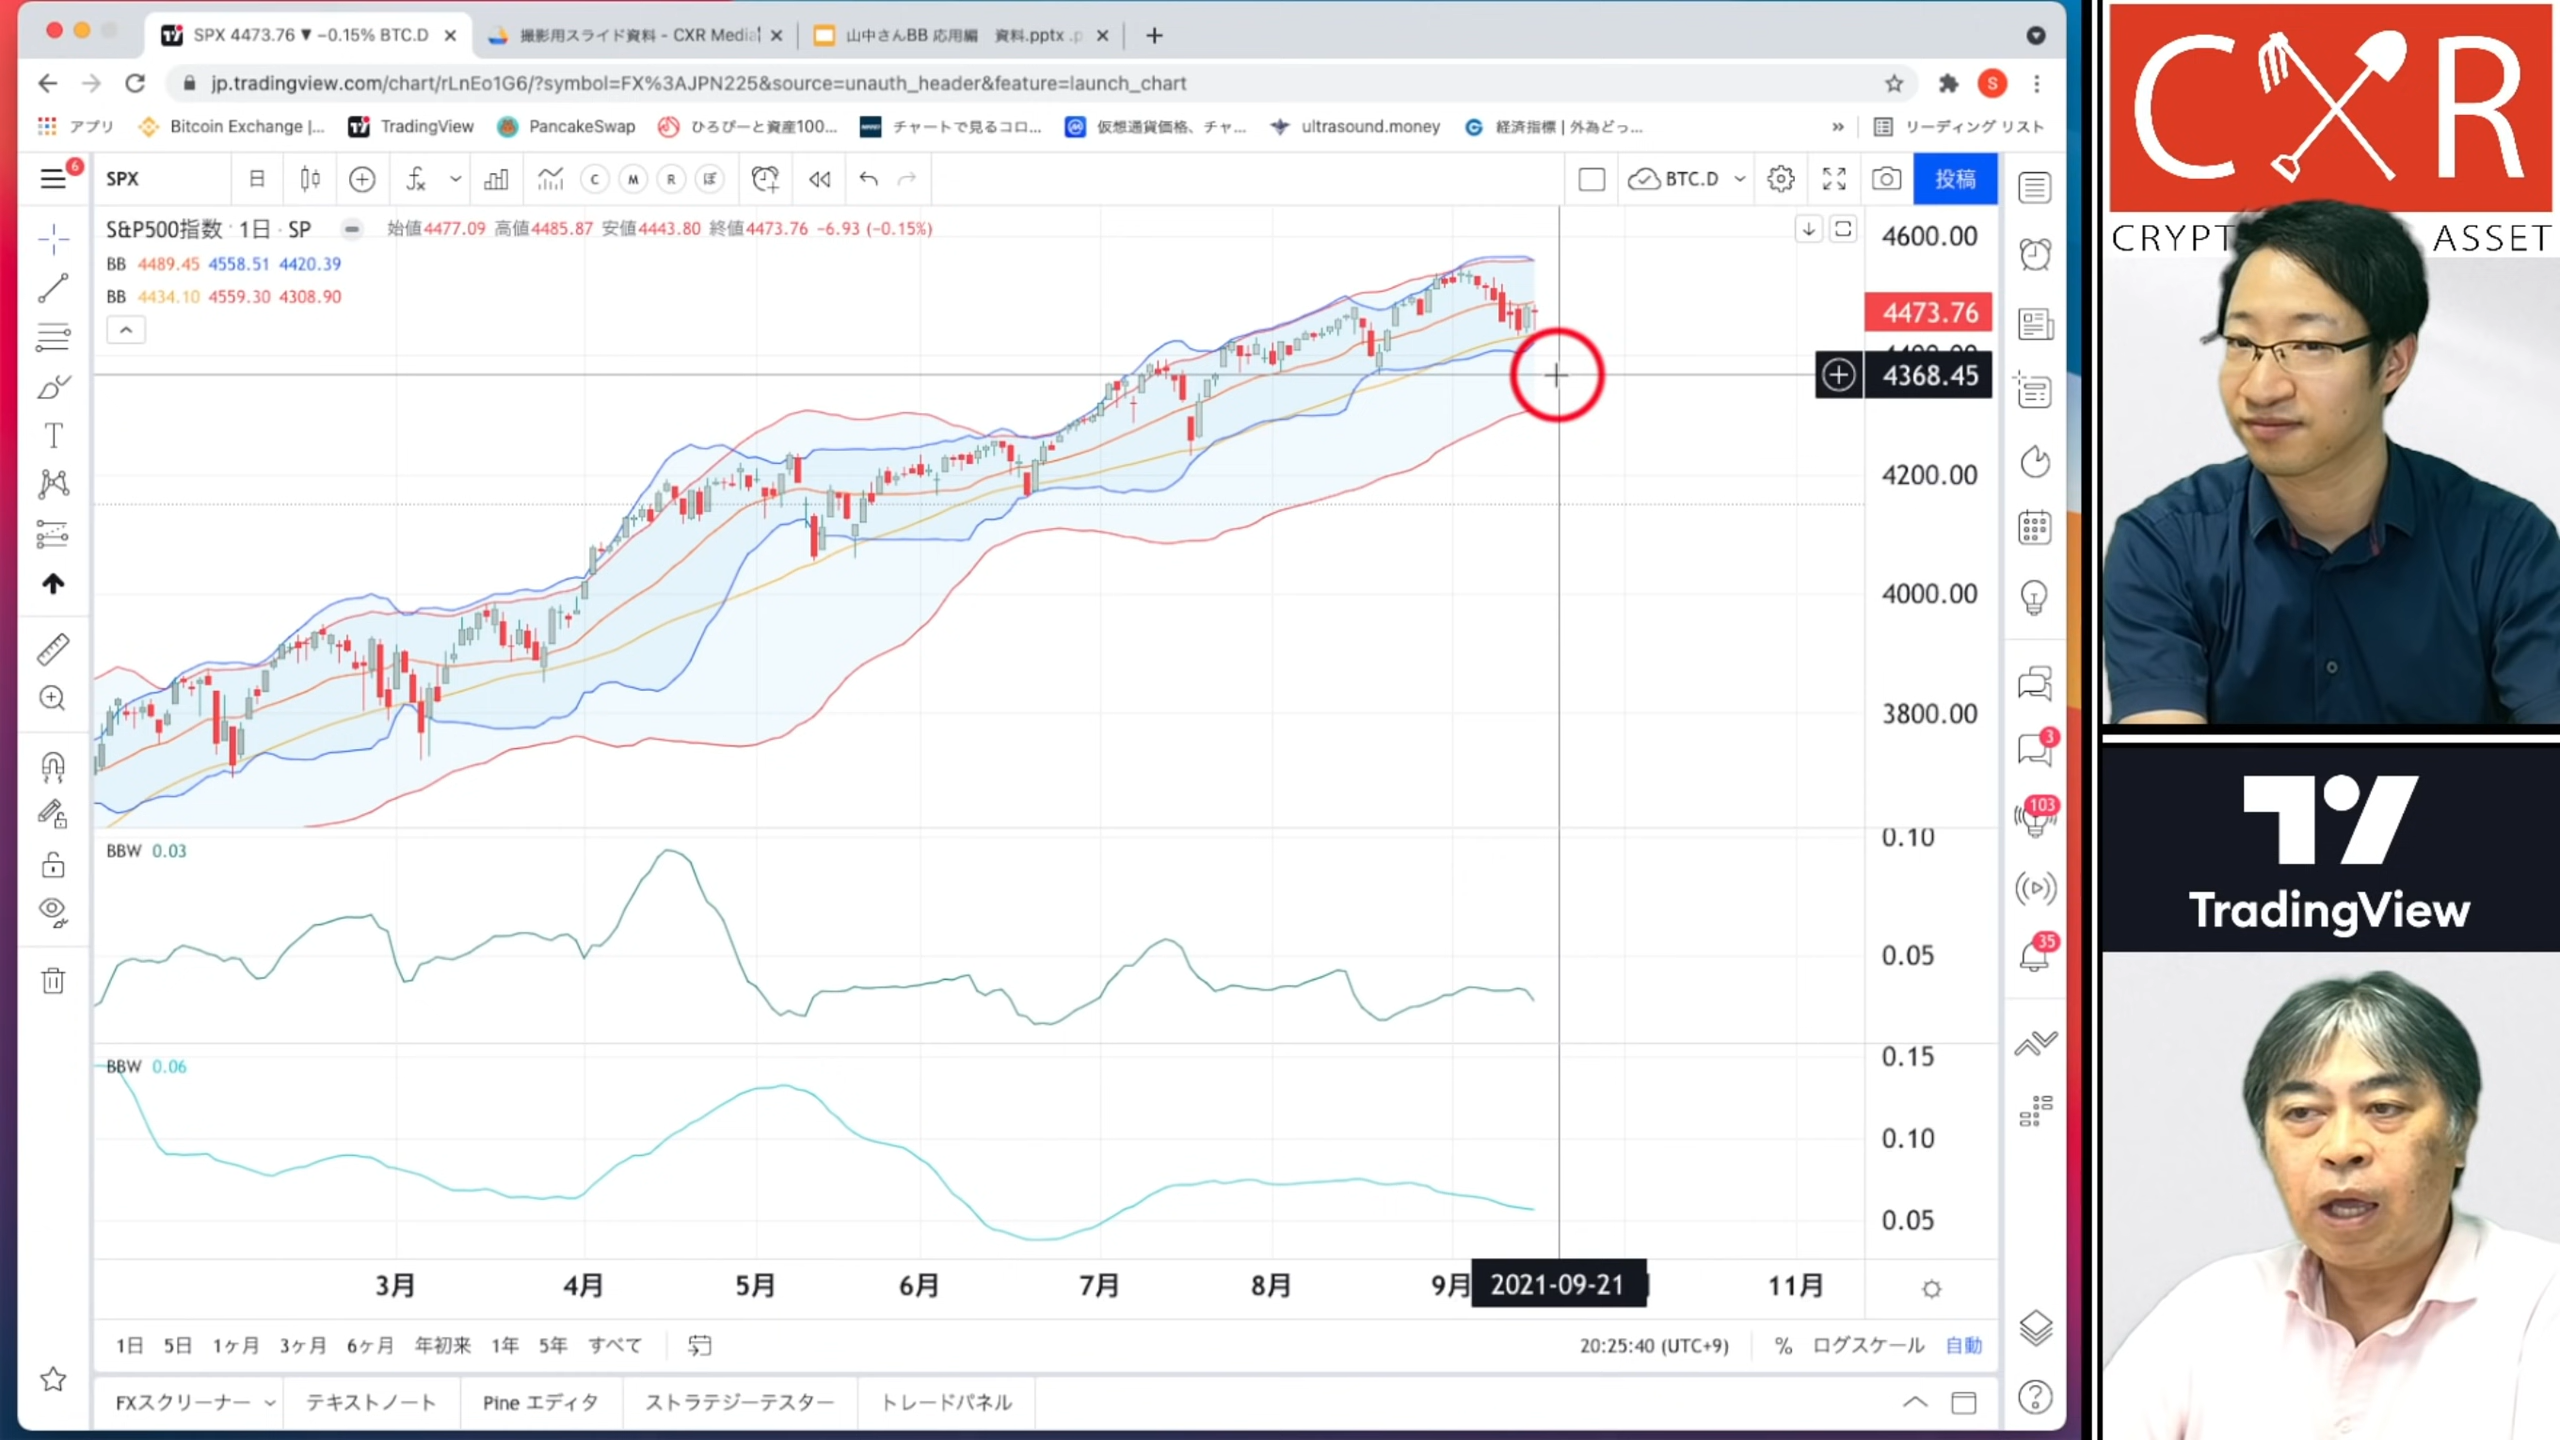 SPX 4473.76 ▼ −0.15% BTC.D
撮影用スライド資料 - CXR Media
山中さんBB 応用編 資料.pptx .p
jp.tradingview.com/chart/rLnEo1G6/?symbol=FX%3AJPN225&source=unauth_header&feature=launch_chart
S
アプリ
Bitcoin Exchange |...
TradingView
PancakeSwap
ひろぴーと資産100...
チャートで見るコロ...
仮想通貨価格、チャ...
ultrasound.money
経済指標 | 外為どっ...
»
リーディング リスト
6
SPX
日
C
M
R
ぼ
BTC.D
投稿
S&P500指数 · 1日 · SP
始値4477.09 高値4485.87 安値4443.80 終値4473.76 −6.93 (−0.15%)
BB 4489.45 4558.51 4420.39
BB 4434.10 4559.30 4308.90
4600.00
4473.76
4368.45
4200.00
4000.00
3800.00
BBW 0.03
0.10
0.05
BBW 0.06
0.15
0.10
0.05
3月
4月
5月
6月
7月
8月
9月
2021-09-21
11月
1日 5日 1ヶ月 3ヶ月 6ヶ月 年初来 1年 5年 すべて
20:25:40 (UTC+9)
%
ログスケール
自動
FXスクリーナー
テキストノート
Pine エディタ
ストラテジーテスター
トレードパネル
3
103
35
CXR
CRYPT ASSET
TradingView